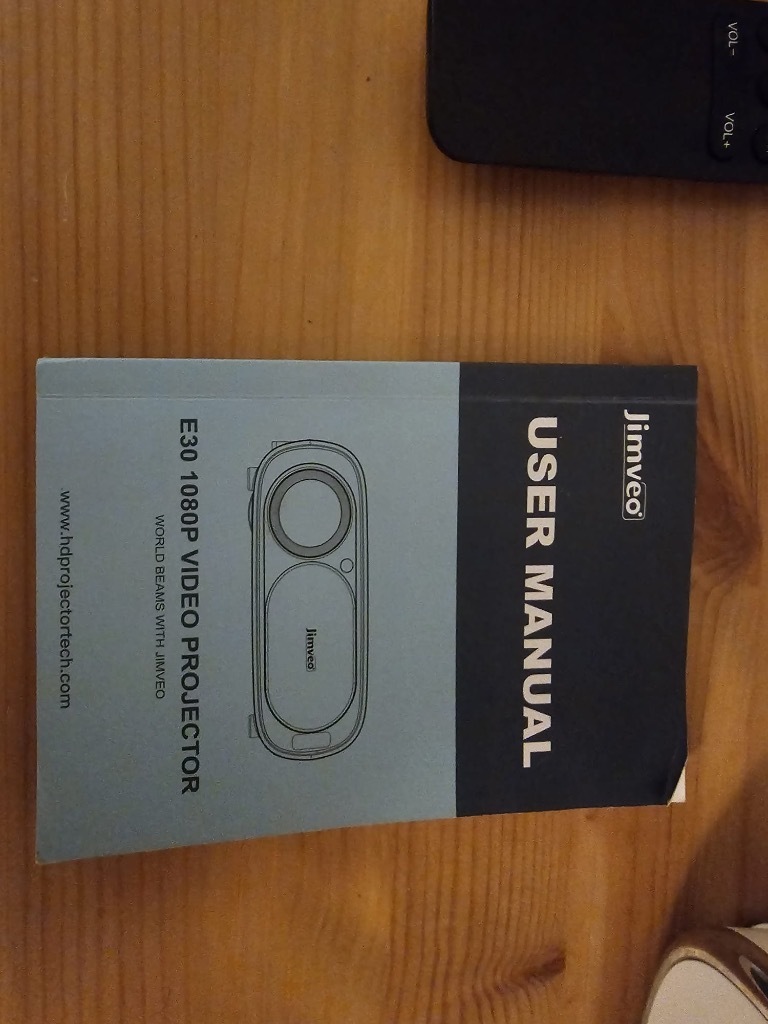 Jimveo
USER MANUAL
Jimveo
E30 1080P VIDEO PROJECTOR
WORLD BEAMS WITH JIMVEO
www.hdprojectortech.com
VOL-
VOL+